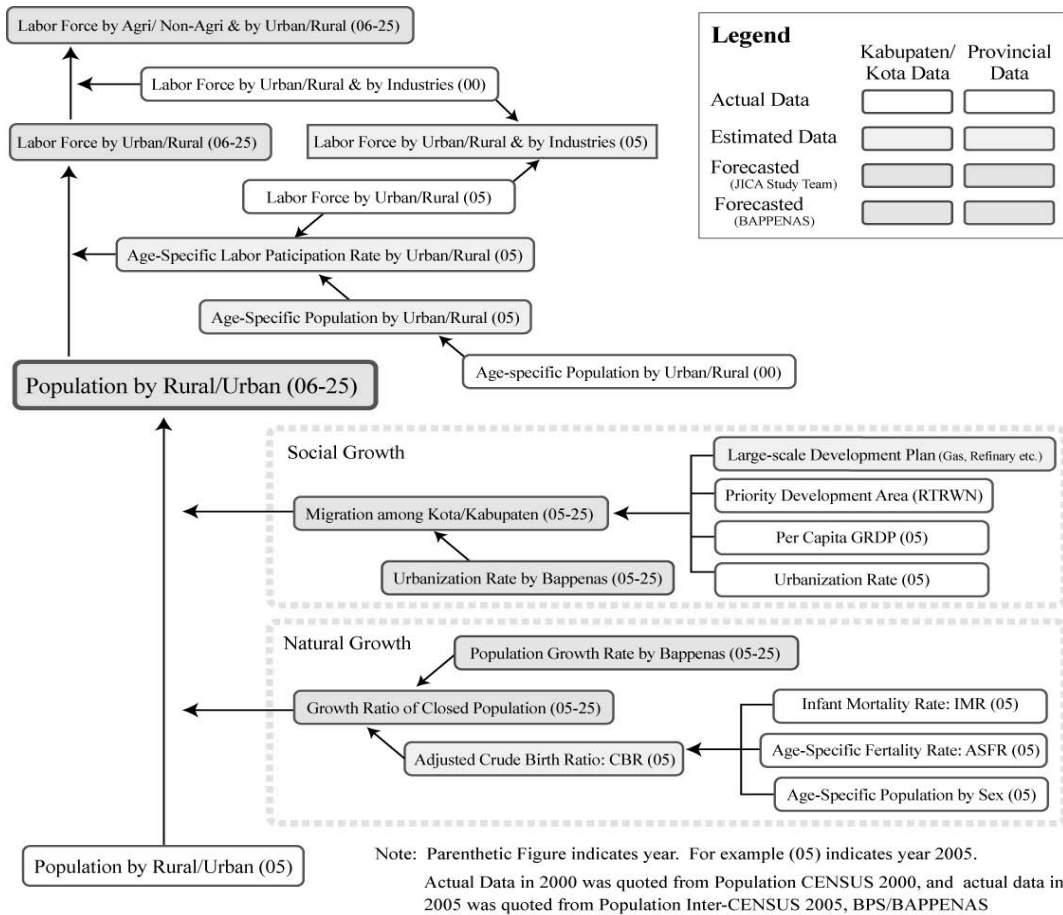 Labor Force by Agri/ Non-Agri & by Urban/Rural (06-25)
Labor Force by Urban/Rural & by Industries (00)
Labor Force by Urban/Rural (06-25)
Labor Force by Urban/Rural & by Industries (05)
Labor Force by Urban/Rural (05)
Age-Specific Labor Paticipation Rate by Urban/Rural (05)
Age-Specific Population by Urban/Rural (05)
Age-specific Population by Urban/Rural (00)
Population by Rural/Urban (06-25)
Legend
Kabupaten/
Kota Data
Provincial
Data
Actual Data
Estimated Data
Forecasted
(JICA Study Team)
Forecasted
(BAPPENAS)
Social Growth
Large-scale Development Plan (Gas, Refinary etc.)
Priority Development Area (RTRWN)
Migration among Kota/Kabupaten (05-25)
Per Capita GRDP (05)
Urbanization Rate by Bappenas (05-25)
Urbanization Rate (05)
Natural Growth
Population Growth Rate by Bappenas (05-25)
Growth Ratio of Closed Population (05-25)
Infant Mortality Rate: IMR (05)
Adjusted Crude Birth Ratio: CBR (05)
Age-Specific Fertality Rate: ASFR (05)
Age-Specific Population by Sex (05)
Population by Rural/Urban (05)
Note: Parenthetic Figure indicates year. For example (05) indicates year 2005.
Actual Data in 2000 was quoted from Population CENSUS 2000, and actual data in
2005 was quoted from Population Inter-CENSUS 2005, BPS/BAPPENAS